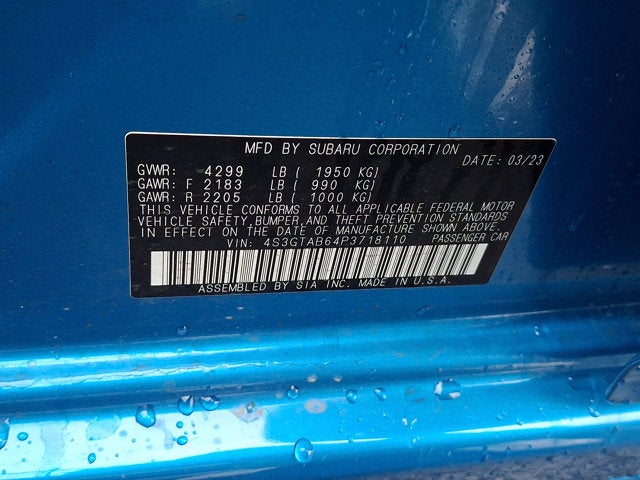 MFD BY SUBARU CORPORATION
DATE: 03/23
GVWR: 4299 LB ( 1950 KG)
GAWR: F 2183 LB ( 990 KG)
GAWR: R 2205 LB ( 1000 KG)
THIS VEHICLE CONFORMS TO ALL APPLICABLE FEDERAL MOTOR
VEHICLE SAFETY, BUMPER, AND THEFT PREVENTION STANDARDS
IN EFFECT ON THE DATE OF MANUFACTURE SHOWN ABOVE.
VIN: 4S3GTAB64P3718110 PASSENGER CAR
ASSEMBLED BY SIA INC. MADE IN U.S.A.